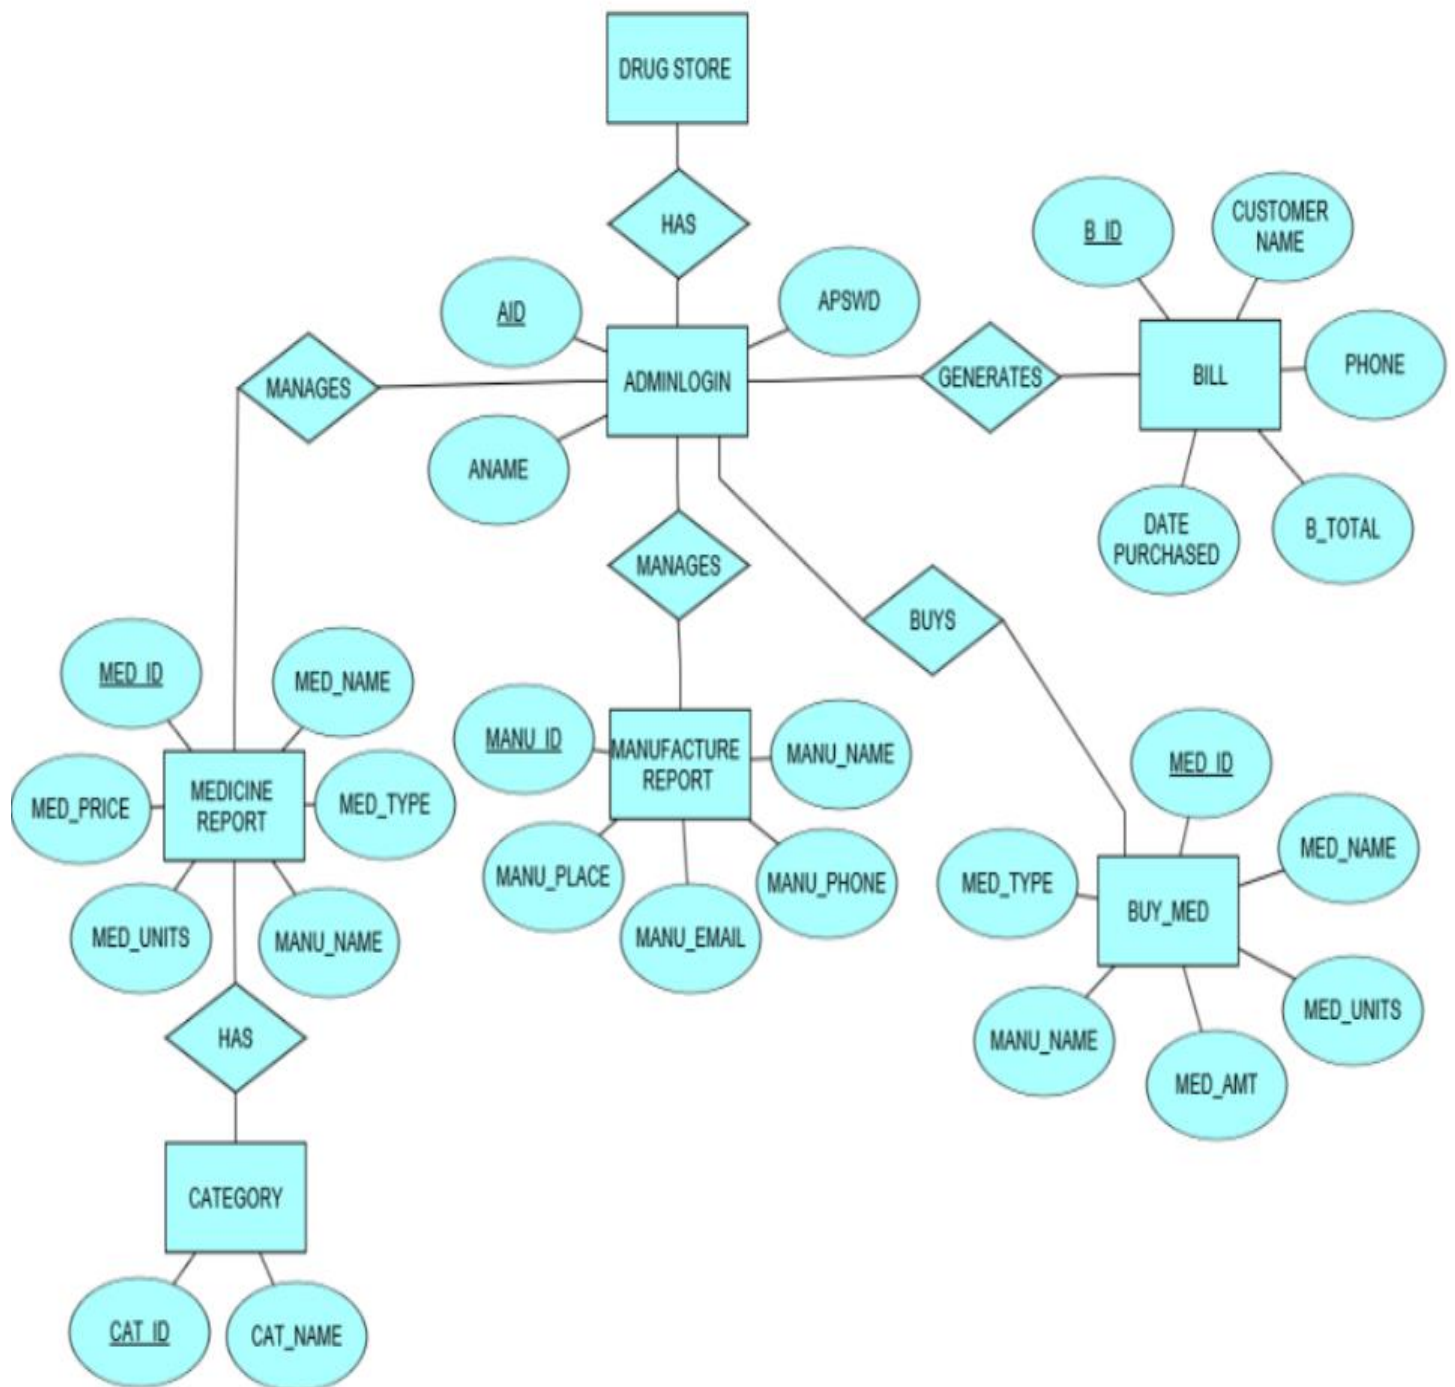 DRUG STORE
HAS
B_ID
CUSTOMER
NAME
AID
APSWD
MANAGES
ADMINLOGIN
GENERATES
BILL
PHONE
ANAME
DATE
PURCHASED
B_TOTAL
MANAGES
BUYS
MED_ID
MED_NAME
MANU_ID
MANUFACTURE
REPORT
MANU_NAME
MED_PRICE
MEDICINE
REPORT
MED_TYPE
MANU_PLACE
MANU_PHONE
MED_UNITS
MANU_NAME
MANU_EMAIL
MED_ID
MED_NAME
MED_TYPE
BUY_MED
MED_UNITS
MANU_NAME
MED_AMT
HAS
CATEGORY
CAT_ID
CAT_NAME